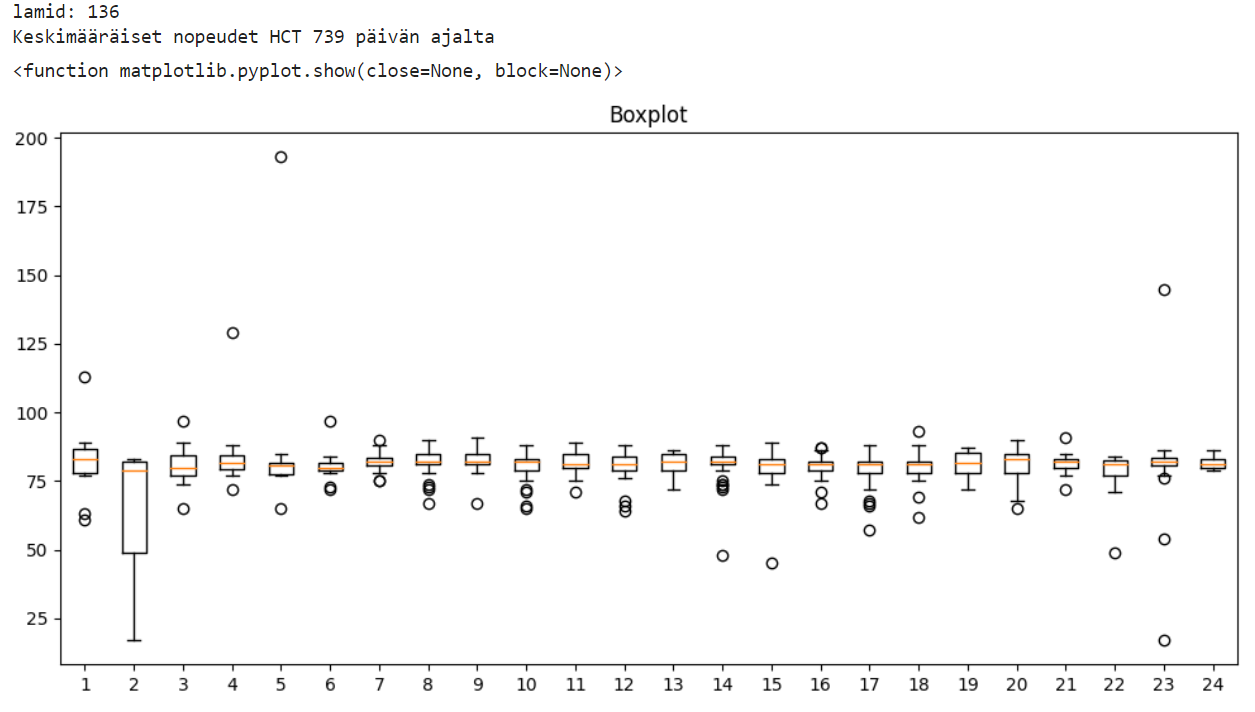 lamid: 136
Keskimääräiset nopeudet HCT 739 päivän ajalta
<function matplotlib.pyplot.show(close=None, block=None)>
Boxplot
200
175
150
125
100
75
50
25
1 2 3 4 5 6 7 8 9 10 11 12 13 14 15 16 17 18 19 20 21 22 23 24